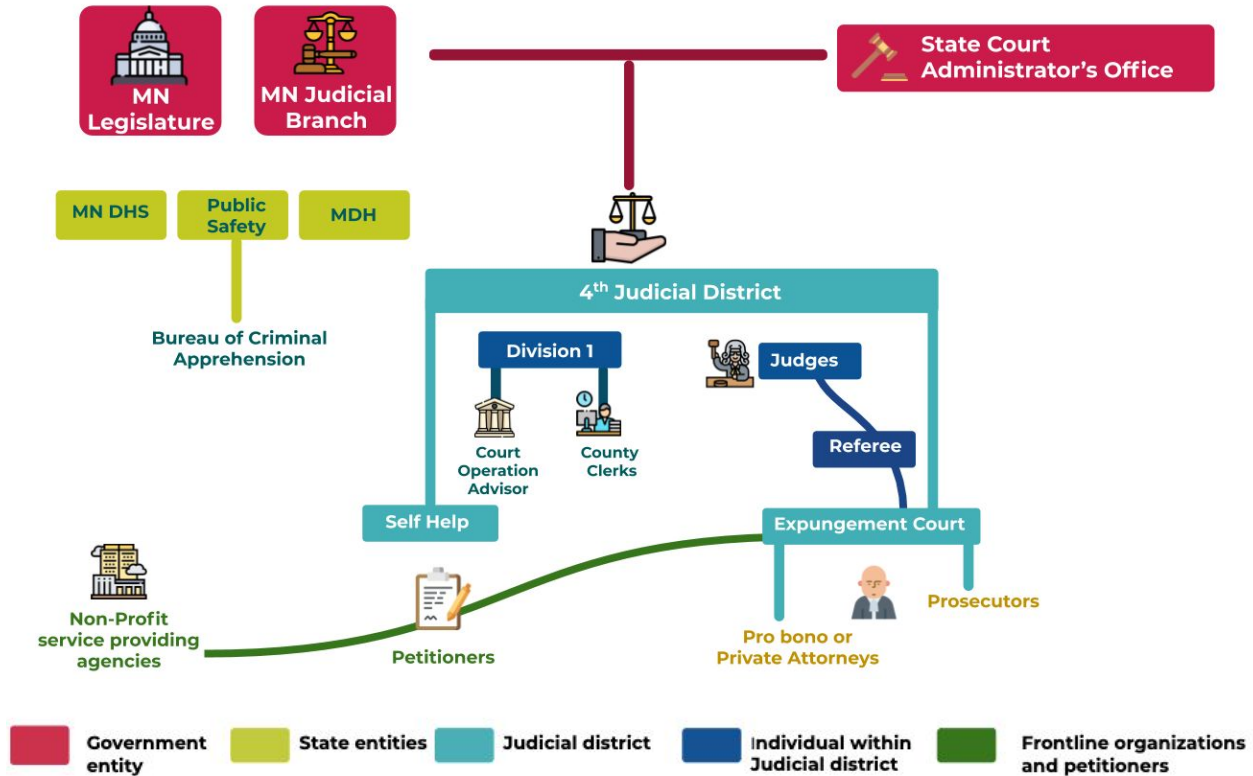 MN
Legislature
MN Judicial
Branch
State Court
Administrator's Office
MN DHS
Public
Safety
MDH
Bureau of Criminal
Apprehension
4th Judicial District
Division 1
Judges
Court
Operation
Advisor
County
Clerks
Referee
Self Help
Expungement Court
Non-Profit
service providing
agencies
Petitioners
Pro bono or
Private Attorneys
Prosecutors
Government
entity
State entities
Judicial district
Individual within
Judicial district
Frontline organizations
and petitioners